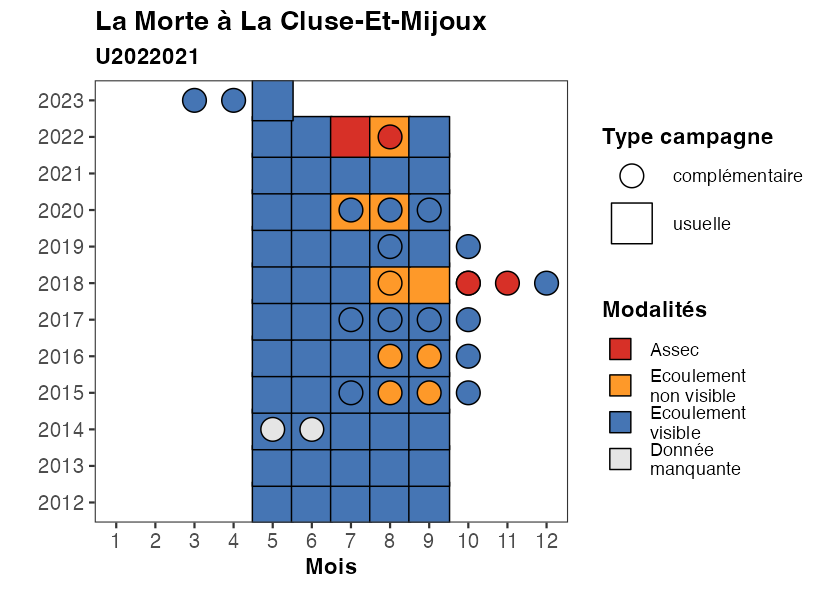 La Morte à La Cluse-Et-Mijoux
U2022021
2023
2022
2021
2020
2019
2018
2017
2016
2015
2014
2013
2012
1 2 3 4 5 6 7 8 9 10 11 12
Mois
Type campagne
complémentaire
usuelle
Modalités
Assec
Ecoulement
non visible
Ecoulement
visible
Donnée
manquante